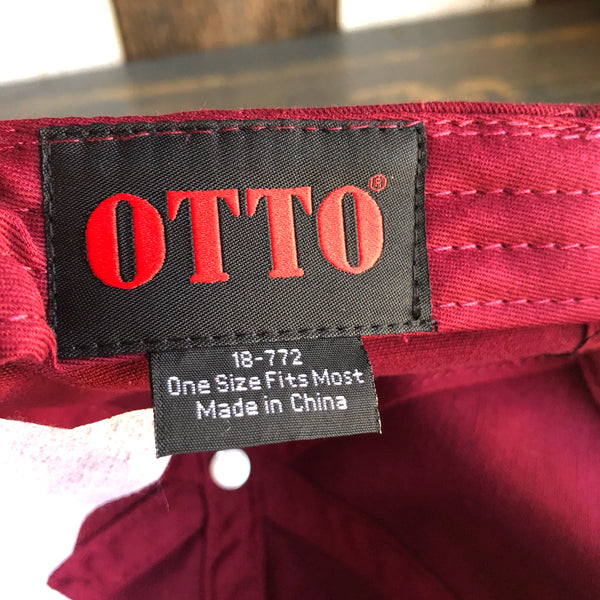 OTTO®
18-772
One Size Fits Most
Made in China